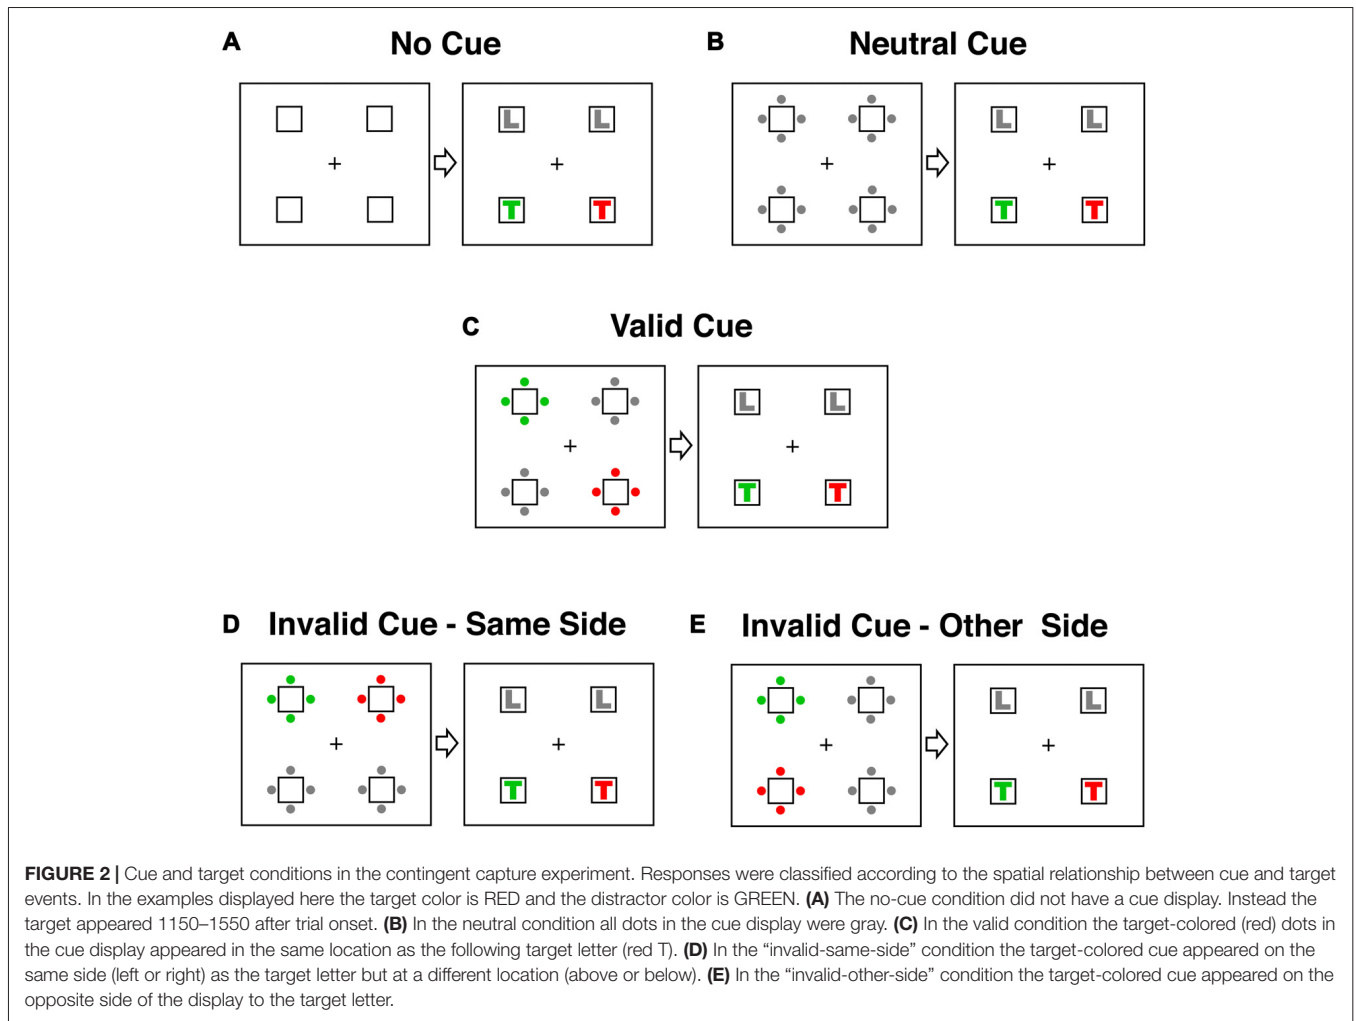 A No Cue
B Neutral Cue
+ L L + T T
+ L L + T T
C Valid Cue
+ L L + T T
D Invalid Cue - Same Side
E Invalid Cue - Other Side
+ L L + T T
+ L L + T T
FIGURE 2 | Cue and target conditions in the contingent capture experiment. Responses were classified according to the spatial relationship between cue and target
events. In the examples displayed here the target color is RED and the distractor color is GREEN. (A) The no-cue condition did not have a cue display. Instead the
target appeared 1150–1550 after trial onset. (B) In the neutral condition all dots in the cue display were gray. (C) In the valid condition the target-colored (red) dots in
the cue display appeared in the same location as the following target letter (red T). (D) In the “invalid-same-side” condition the target-colored cue appeared on the
same side (left or right) as the target letter but at a different location (above or below). (E) In the “invalid-other-side” condition the target-colored cue appeared on the
opposite side of the display to the target letter.